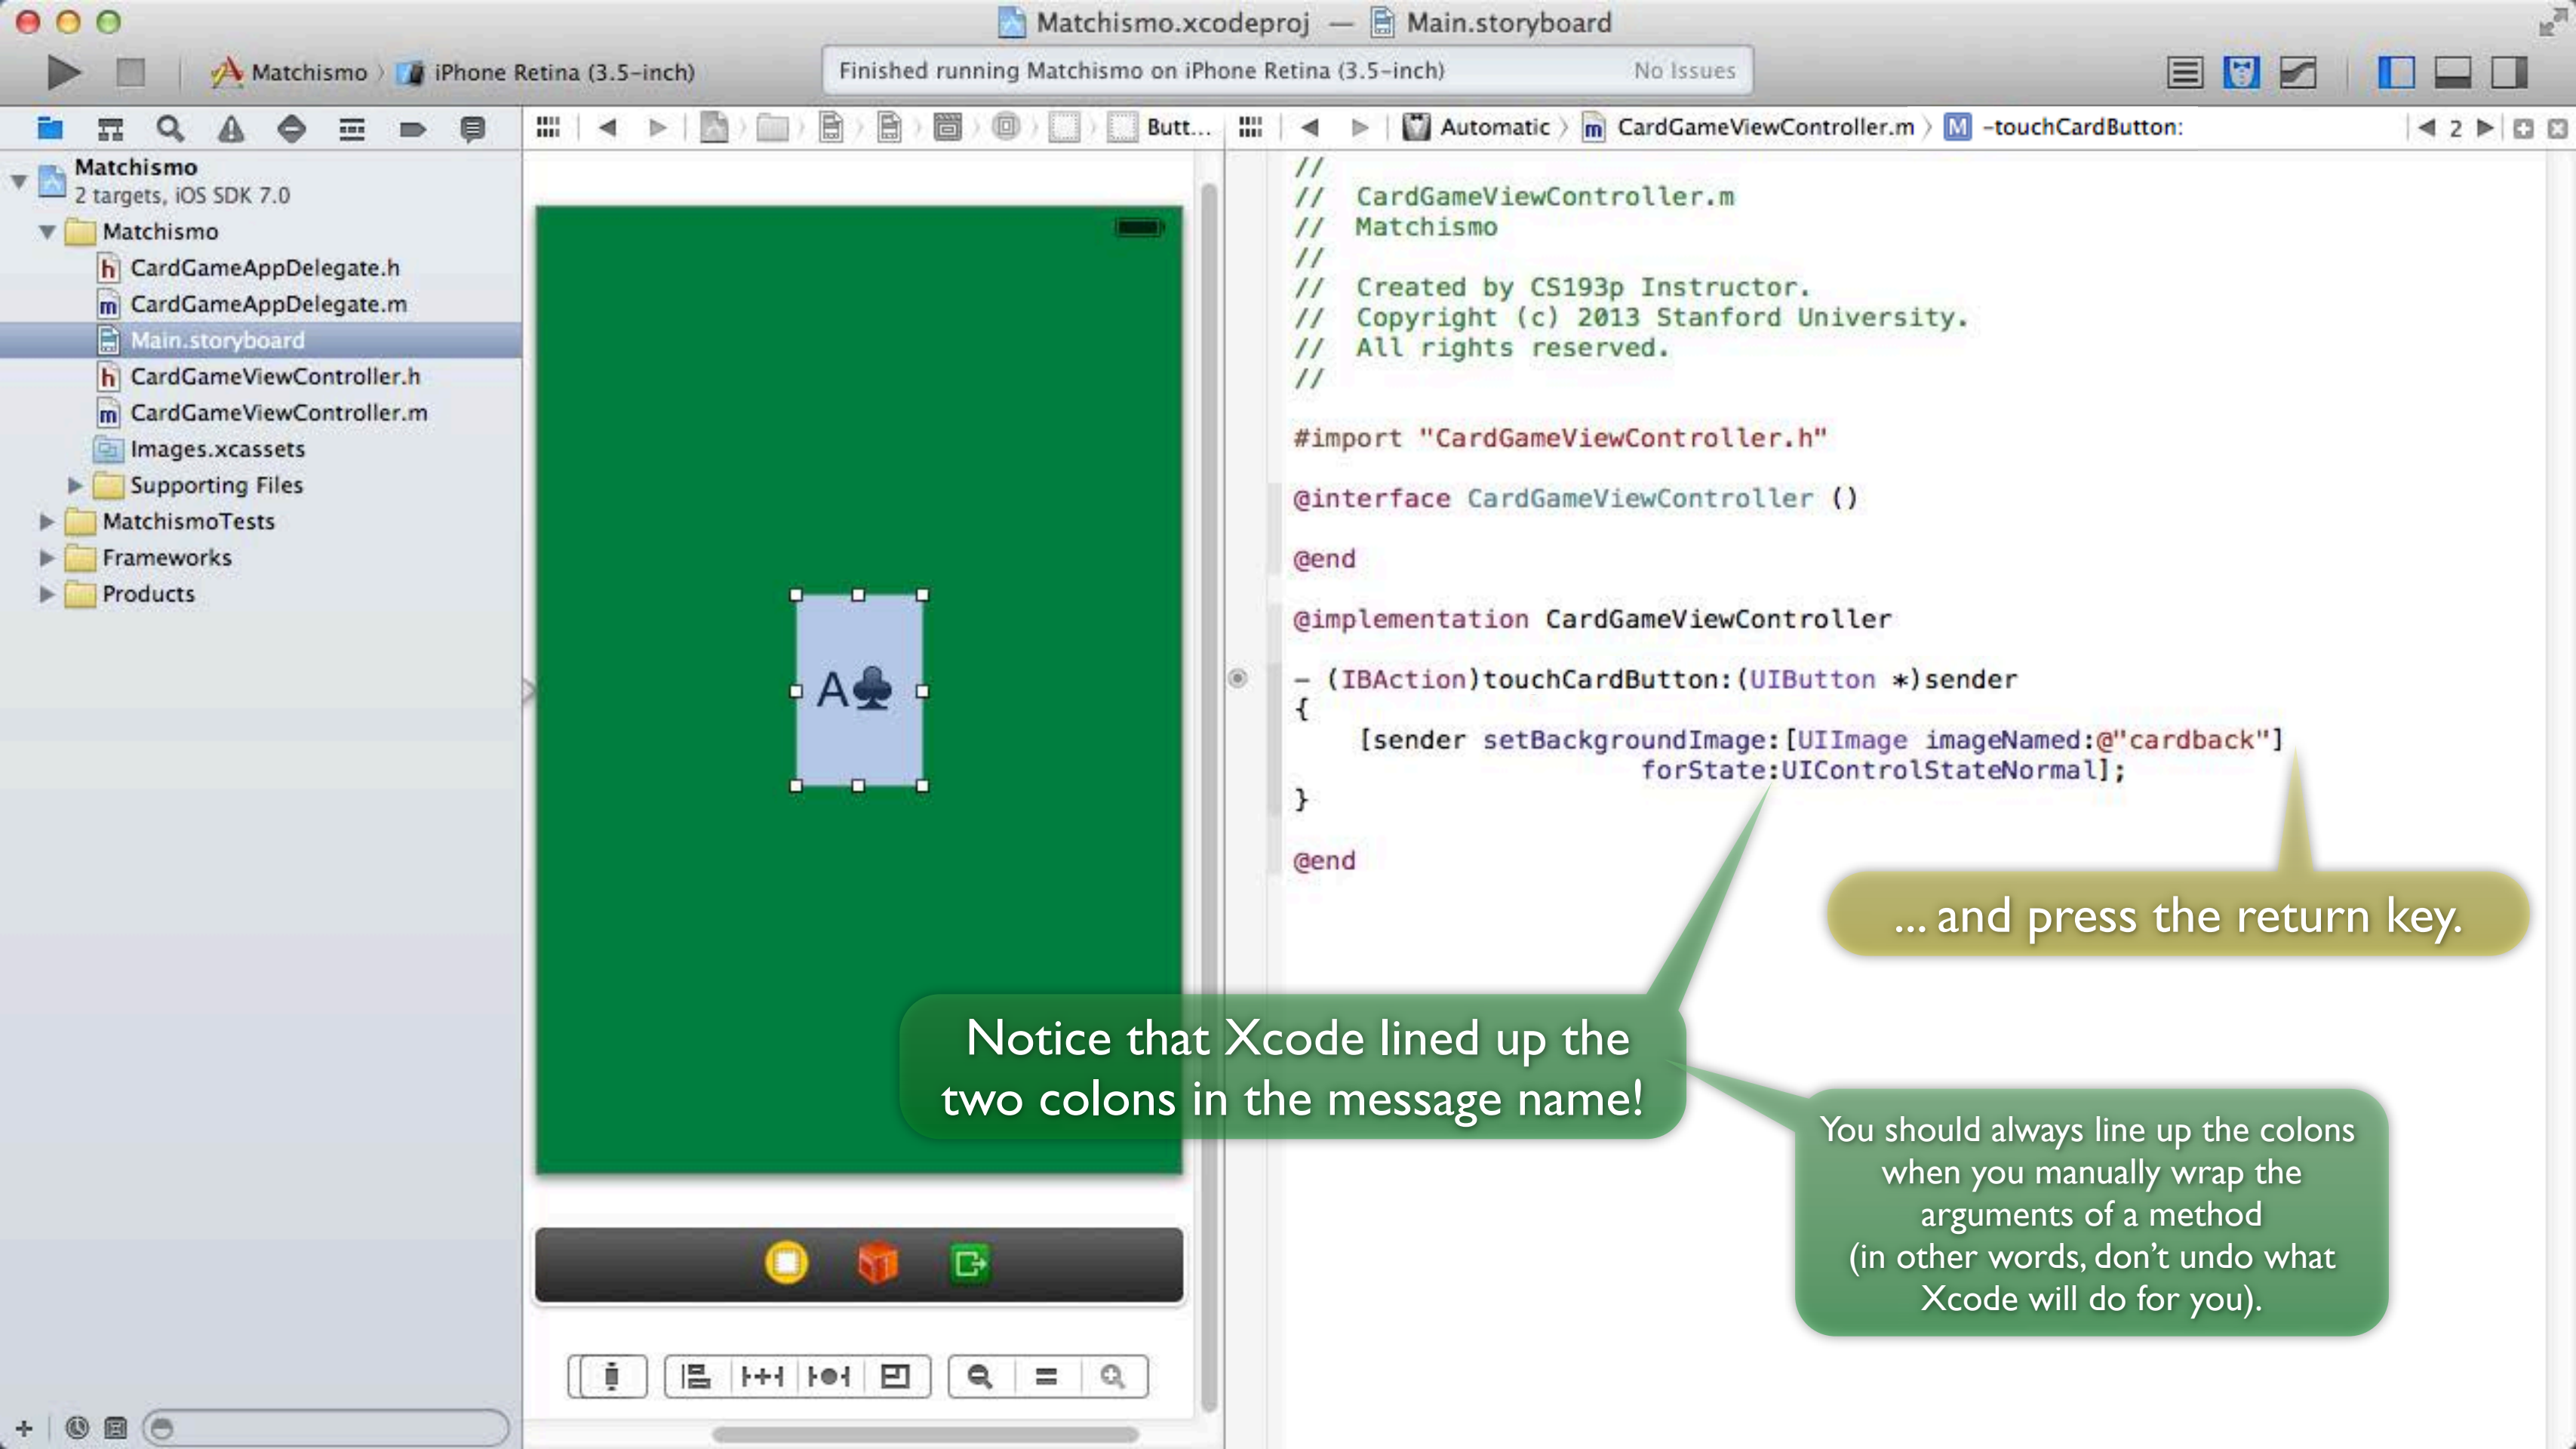 Matchismo.xcodeproj — Main.storyboard
Matchismo iPhone Retina (3.5-inch)
Finished running Matchismo on iPhone Retina (3.5-inch)
No Issues
Butt...
Automatic CardGameViewController.m M -touchCardButton:
2
Matchismo
2 targets, iOS SDK 7.0
Matchismo
h CardGameAppDelegate.h
m CardGameAppDelegate.m
Main.storyboard
h CardGameViewController.h
m CardGameViewController.m
Images.xcassets
Supporting Files
MatchismoTests
Frameworks
Products
A♣
//
// CardGameViewController.m
// Matchismo
//
// Created by CS193p Instructor.
// Copyright (c) 2013 Stanford University.
// All rights reserved.
//
#import "CardGameViewController.h"
@interface CardGameViewController ()
@end
@implementation CardGameViewController
- (IBAction)touchCardButton:(UIButton *)sender
{
[sender setBackgroundImage:[UIImage imageNamed:@"cardback"]
forState:UIControlStateNormal];
}
@end
... and press the return key.
Notice that Xcode lined up the
two colons in the message name!
You should always line up the colons
when you manually wrap the
arguments of a method
(in other words, don't undo what
Xcode will do for you).